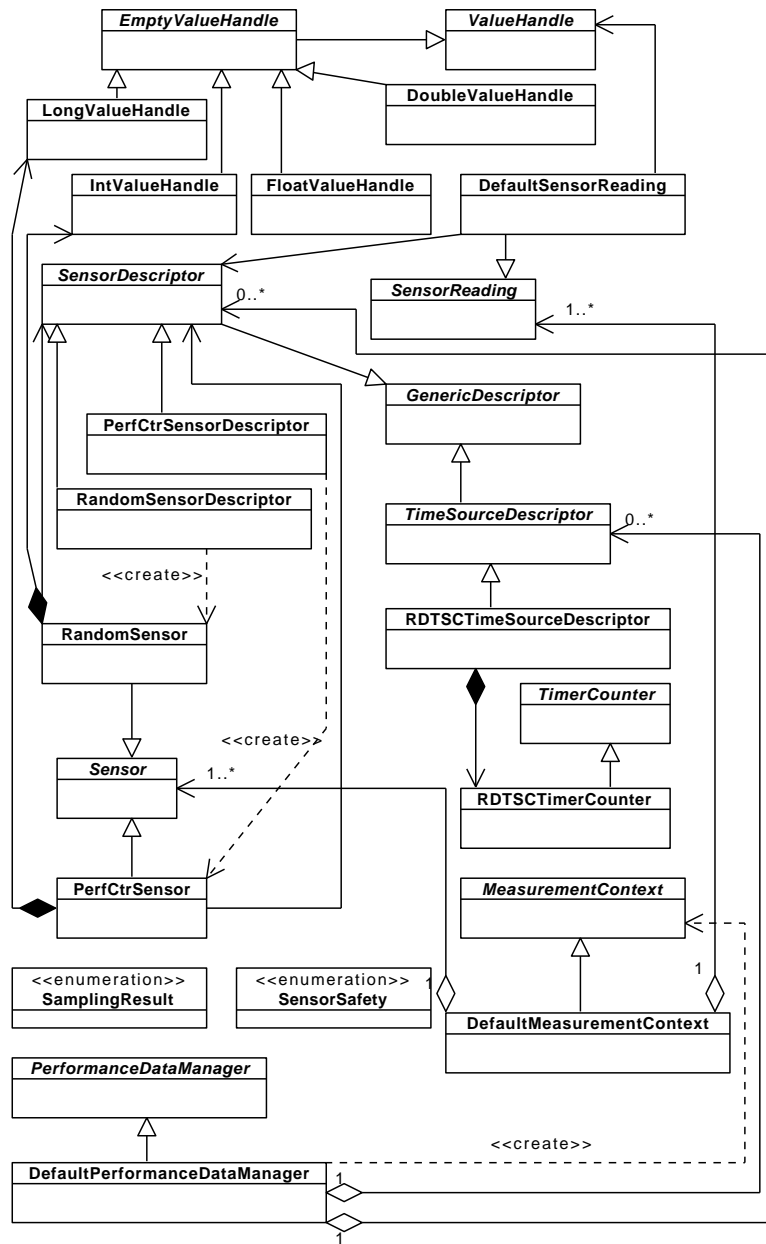 EmptyValueHandle
ValueHandle
DoubleValueHandle
LongValueHandle
IntValueHandle
FloatValueHandle
DefaultSensorReading
SensorDescriptor
0..*
SensorReading
1..*
GenericDescriptor
PerfCtrSensorDescriptor
RandomSensorDescriptor
TimeSourceDescriptor
0..*
<<create>>
RDTSCTimeSourceDescriptor
RandomSensor
TimerCounter
<<create>>
Sensor
1..*
RDTSCTimerCounter
PerfCtrSensor
MeasurementContext
<<enumeration>>
SamplingResult
<<enumeration>>
SensorSafety
1
1
DefaultMeasurementContext
PerformanceDataManager
<<create>>
DefaultPerformanceDataManager
1
1